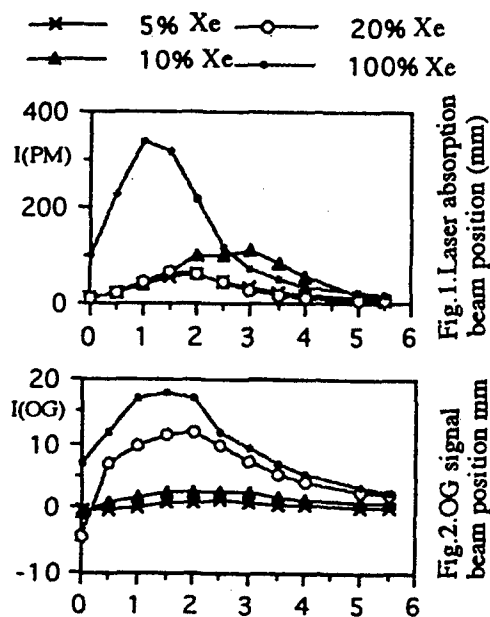 5% Xe 20% Xe
10% Xe 100% Xe
400
I(PM)
200
0
0 1 2 3 4 5 6
Fig.1.Laser absorption
beam position (mm)
20
I(OG)
10
0
-10
0 1 2 3 4 5 6
Fig.2.OG signal
beam position mm